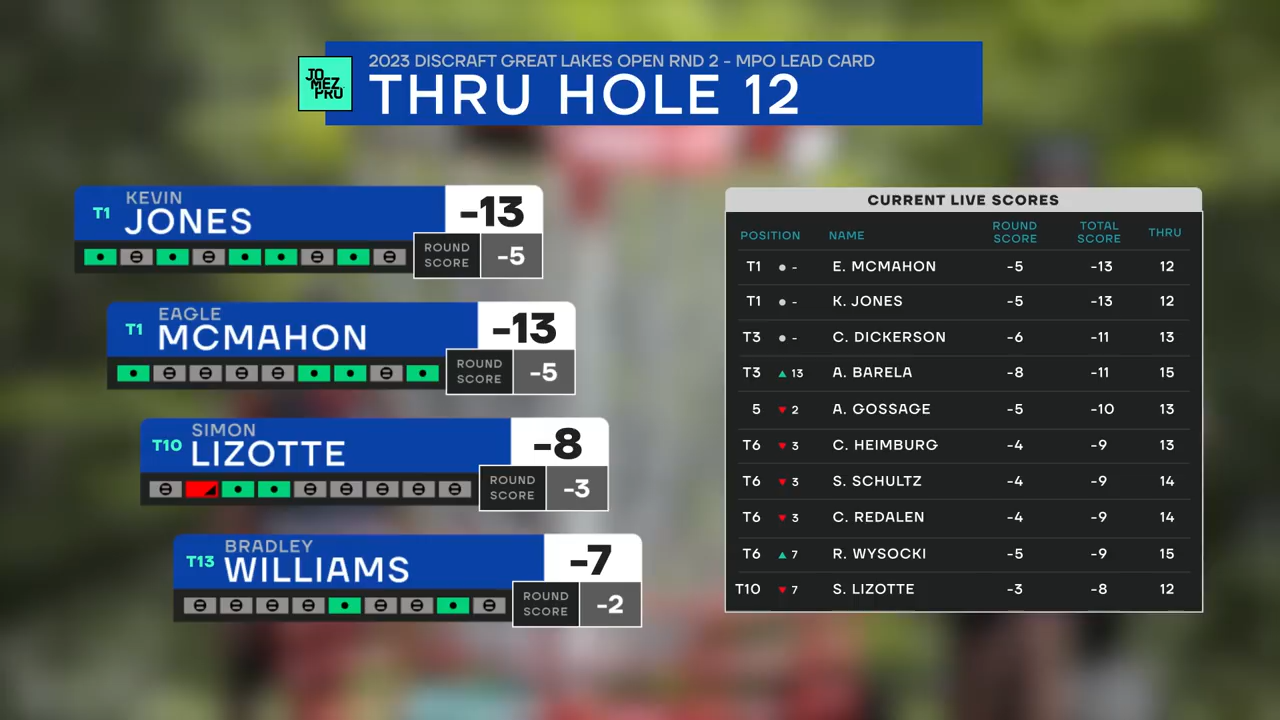 JO
MEZ
PRO
2023 DISCRAFT GREAT LAKES OPEN RND 2 - MPO LEAD CARD
THRU HOLE 12
T1 KEVIN JONES -13
ROUND SCORE -5
T1 EAGLE MCMAHON -13
ROUND SCORE -5
T10 SIMON LIZOTTE -8
ROUND SCORE -3
T13 BRADLEY WILLIAMS -7
ROUND SCORE -2
CURRENT LIVE SCORES
POSITION NAME ROUND SCORE TOTAL SCORE THRU
T1 - E. MCMAHON -5 -13 12
T1 - K. JONES -5 -13 12
T3 - C. DICKERSON -6 -11 13
T3 13 A. BARELA -8 -11 15
5 2 A. GOSSAGE -5 -10 13
T6 3 C. HEIMBURG -4 -9 13
T6 3 S. SCHULTZ -4 -9 14
T6 3 C. REDALEN -4 -9 14
T6 7 R. WYSOCKI -5 -9 15
T10 7 S. LIZOTTE -3 -8 12